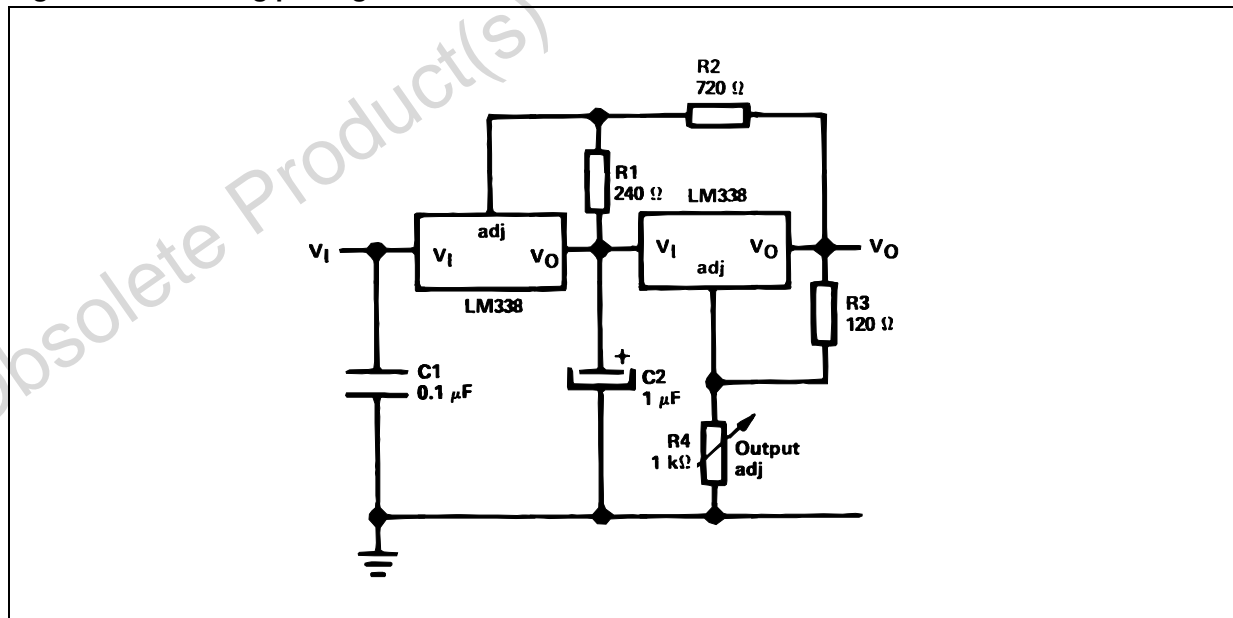 Obsolete Product(s)
R2
720 Ω
R1
240 Ω
LM338
adj
VI
VI
VO
LM338
VI
VO
adj
VO
R3
120 Ω
C1
0.1 μF
+
C2
1 μF
R4
1 kΩ
Output
adj